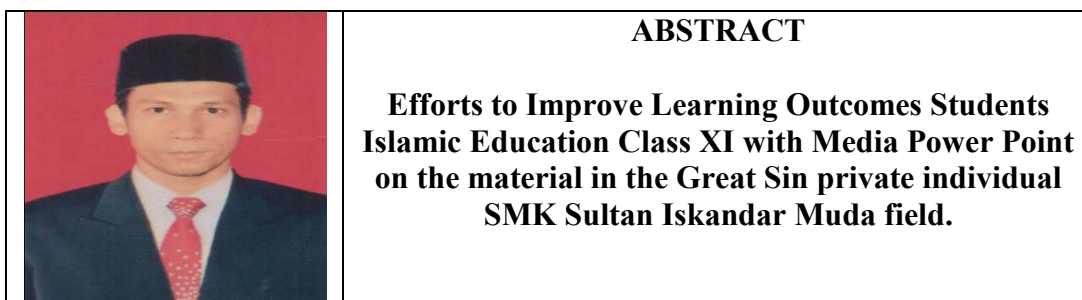 ABSTRACT
Efforts to Improve Learning Outcomes Students
Islamic Education Class XI with Media Power Point
on the material in the Great Sin private individual
SMK Sultan Iskandar Muda field.